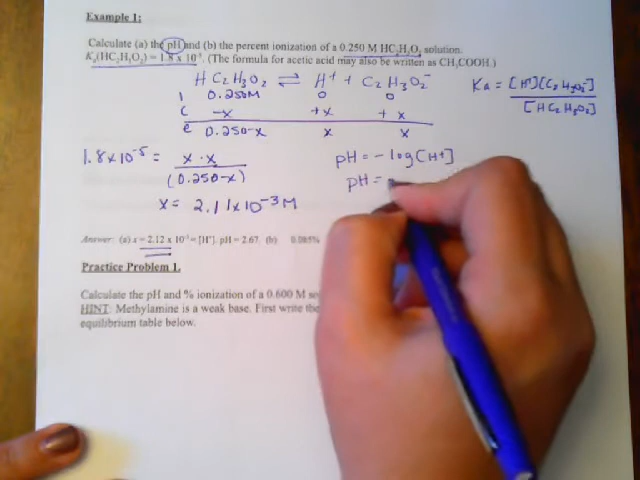 Example 1:
Calculate (a) the pH and (b) the percent ionization of a 0.250 M HC₂H₃O₂ solution.
Kₐ(HC₂H₃O₂) = 1.8 x 10⁻⁵. (The formula for acetic acid may also be written as CH₃COOH.)
HC₂H₃O₂ ⇌ H⁺ + C₂H₃O₂⁻
Ka = [H⁺][C₂H₃O₂⁻] / [HC₂H₃O₂]
I 0.250M 0 0
C -x +x +x
e 0.250-x x x
1.8x10⁻⁵ = x · x / (0.250-x)
pH = -log[H+]
pH =
x = 2.11x10⁻³ M
Answer: (a) x = 2.12 x 10⁻³ = [H⁺]. pH = 2.67. (b) 0.085%
Practice Problem 1.
Calculate the pH and % ionization of a 0.600 M
HINT: Methylamine is a weak base. First write the
equilibrium table below.